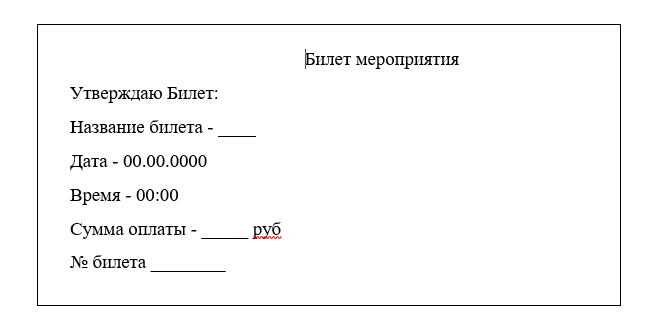 Билет мероприятия
Утверждаю Билет:
Название билета - ____
Дата - 00.00.0000
Время - 00:00
Сумма оплаты - _____ руб
№ билета ________